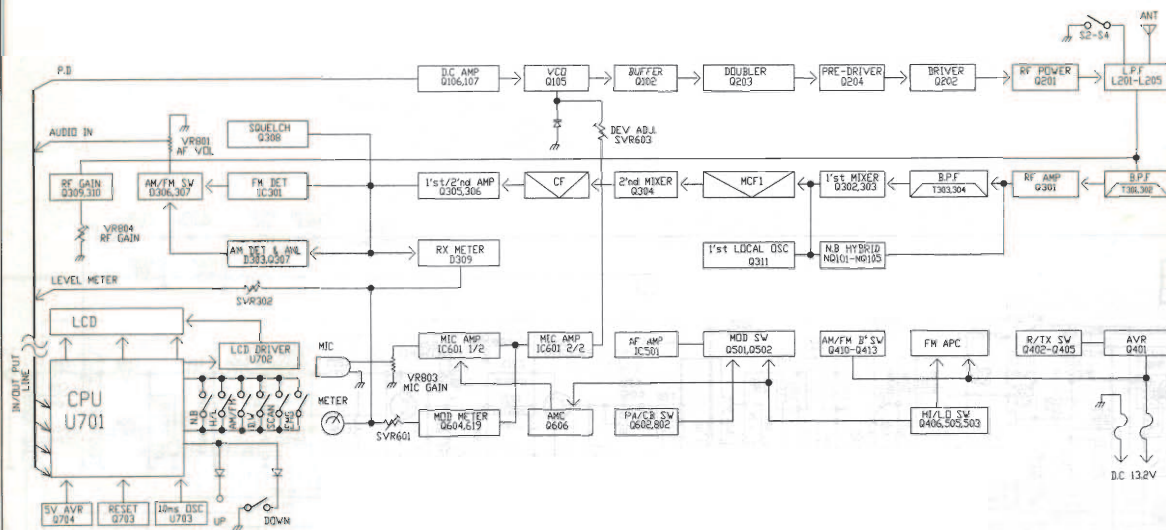 ANT
S2-S4
P.D
D.C AMP
Q106,107
VCO
Q105
BUFFER
Q102
DOUBLER
Q203
PRE-DRIVER
Q204
DRIVER
Q202
RF POWER
Q201
L.P.F
L201-L205
AUDIO IN
VR801
AF VOL
SQUELCH
Q308
DEV ADJ.
SVR603
RF GAIN
Q309,310
AM/FM SW
D306,307
FM DET
IC301
1'st/2'nd AMP
Q305,306
CF
2'nd MIXER
Q304
MCF1
1'st MIXER
Q302,303
B.P.F
T303,304
RF AMP
Q301
B.P.F
T301,302
VR804
RF GAIN
AM DET & ANL
D303,Q307
RX METER
D309
1'st LOCAL OSC
Q311
N.B HYBRID
NQ101-NQ105
LEVEL METER
SVR302
LCD
LCD DRIVER
U702
MIC
MIC AMP
IC601 1/2
MIC AMP
IC601 2/2
AF AMP
IC501
MOD SW
Q501,Q502
AM/FM B+ SW
Q410-Q413
FM APC
R/TX SW
Q402-Q405
AVR
Q401
IN/OUT PUT
LINE
CPU
U701
N.B
AM/FM
D.W
SCAN
EMG
VR803
MIC GAIN
METER
SVR601
MOD METER
Q604,619
AMC
Q606
PA/CB SW
Q602,802
HI/LO SW
Q406,505,503
D.C 13.2V
5V AVR
Q704
RESET
Q703
10ms OSC
U703
UP
DOWN